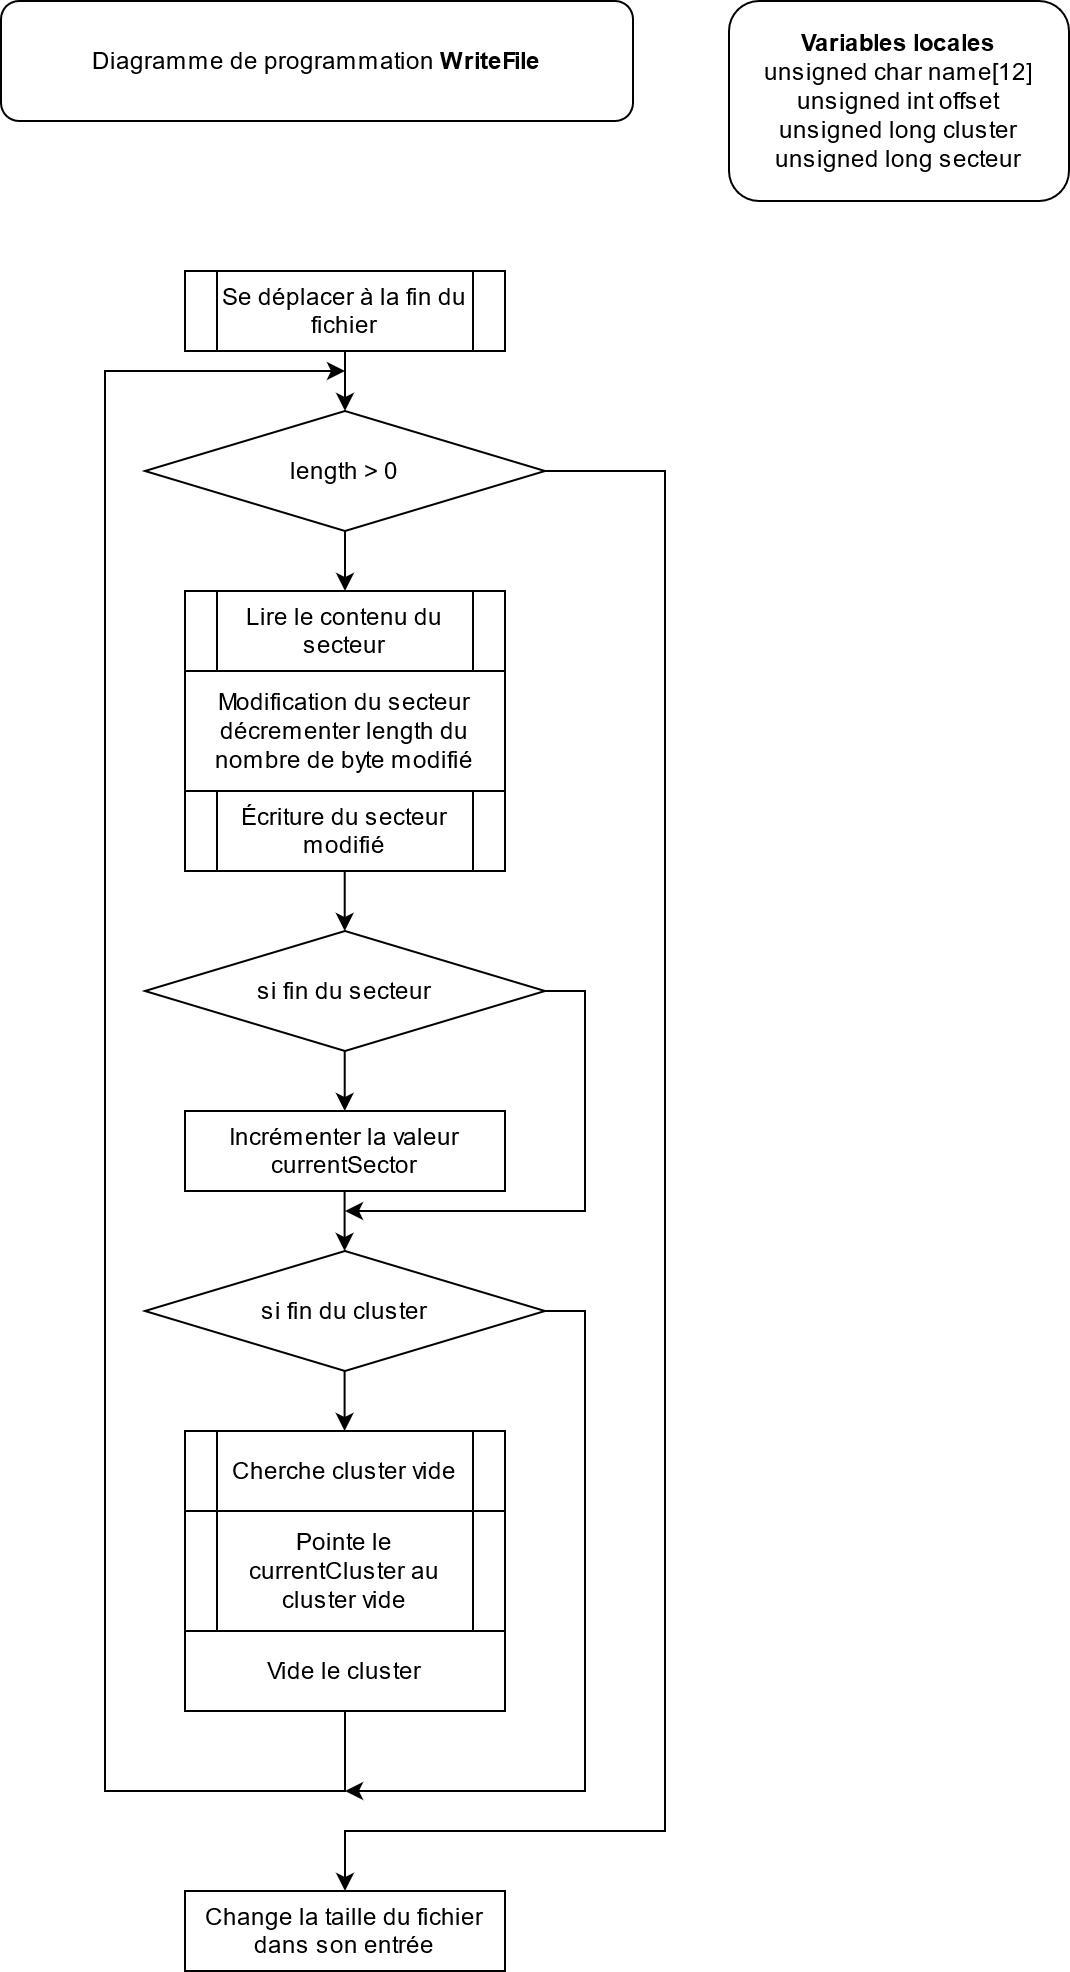 Diagramme de programmation WriteFile
Variables locales
unsigned char name[12]
unsigned int offset
unsigned long cluster
unsigned long secteur
Se déplacer à la fin du
fichier
length > 0
Lire le contenu du
secteur
Modification du secteur
décrementer length du
nombre de byte modifié
Écriture du secteur
modifié
si fin du secteur
Incrémenter la valeur
currentSector
si fin du cluster
Cherche cluster vide
Pointe le
currentCluster au
cluster vide
Vide le cluster
Change la taille du fichier
dans son entrée